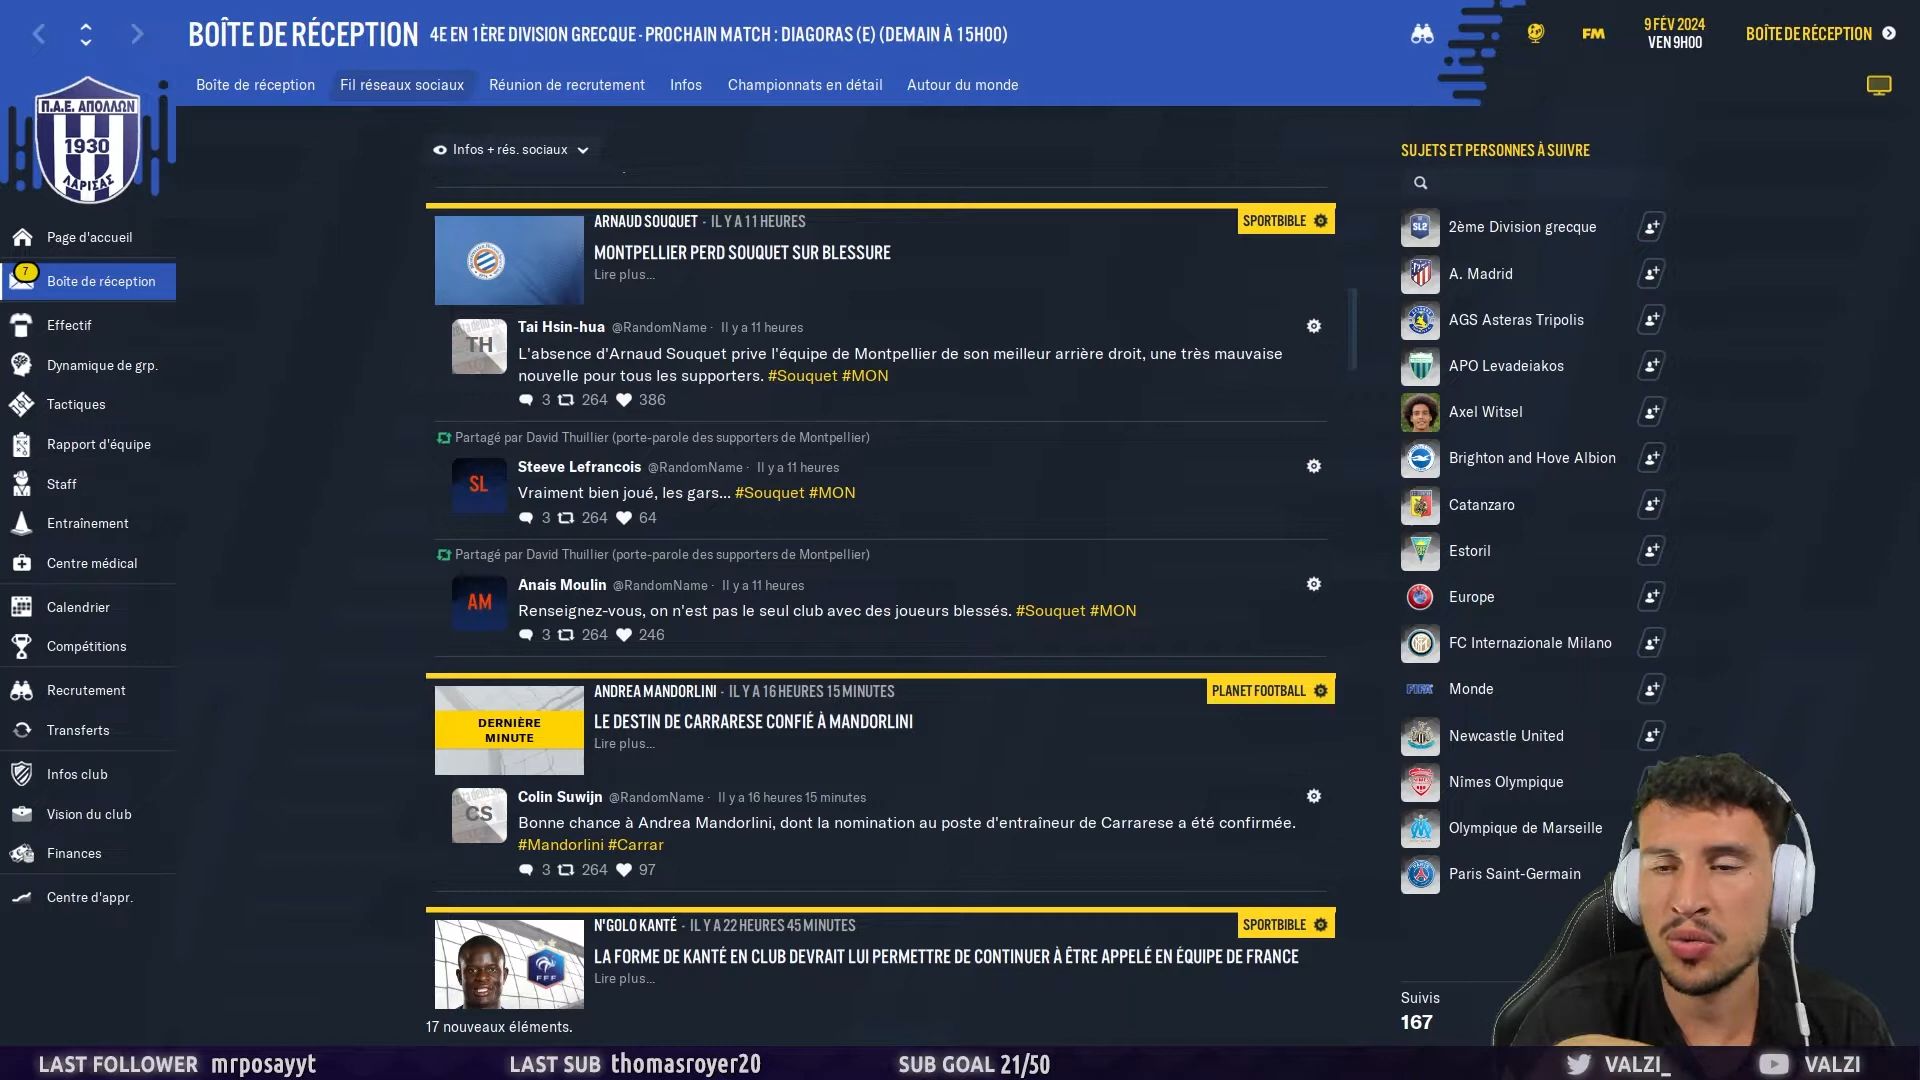 BOÎTE DE RÉCEPTION
4E EN 1ÈRE DIVISION GRECQUE - PROCHAIN MATCH : DIAGORAS (E) (DEMAIN À 15H00)
FM
9 FÉV 2024
VEN 9H00
BOÎTE DE RÉCEPTION
Boîte de réception
Fil réseaux sociaux
Réunion de recrutement
Infos
Championnats en détail
Autour du monde
Π.Α.Ε. ΑΠΟΛΛΩΝ
1930
ΛΑΡΙΣΑΣ
Page d'accueil
7
Boîte de réception
Effectif
Dynamique de grp.
Tactiques
Rapport d'équipe
Staff
Entraînement
Centre médical
Calendrier
Compétitions
Recrutement
Transferts
Infos club
Vision du club
Finances
Centre d'appr.
Infos + rés. sociaux
ARNAUD SOUQUET - IL Y A 11 HEURES
SPORTBIBLE
MONTPELLIER PERD SOUQUET SUR BLESSURE
Lire plus...
TH
Tai Hsin-hua @RandomName · Il y a 11 heures
L'absence d'Arnaud Souquet prive l'équipe de Montpellier de son meilleur arrière droit, une très mauvaise
nouvelle pour tous les supporters. #Souquet #MON
3 264 386
Partagé par David Thuillier (porte-parole des supporters de Montpellier)
SL
Steeve Lefrancois @RandomName · Il y a 11 heures
Vraiment bien joué, les gars... #Souquet #MON
3 264 64
Partagé par David Thuillier (porte-parole des supporters de Montpellier)
AM
Anais Moulin @RandomName · Il y a 11 heures
Renseignez-vous, on n'est pas le seul club avec des joueurs blessés. #Souquet #MON
3 264 246
DERNIÈRE
MINUTE
ANDREA MANDORLINI - IL Y A 16 HEURES 15 MINUTES
PLANET FOOTBALL
LE DESTIN DE CARRARESE CONFIÉ À MANDORLINI
Lire plus...
CS
Colin Suwijn @RandomName · Il y a 16 heures 15 minutes
Bonne chance à Andrea Mandorlini, dont la nomination au poste d'entraîneur de Carrarese a été confirmée.
#Mandorlini #Carrar
3 264 97
FFF
N'GOLO KANTÉ - IL Y A 22 HEURES 45 MINUTES
SPORTBIBLE
LA FORME DE KANTÉ EN CLUB DEVRAIT LUI PERMETTRE DE CONTINUER À ÊTRE APPELÉ EN ÉQUIPE DE FRANCE
Lire plus...
17 nouveaux éléments.
SUJETS ET PERSONNES À SUIVRE
SL2
2ème Division grecque
A. Madrid
AGS Asteras Tripolis
APO Levadeiakos
Axel Witsel
Brighton and Hove Albion
Catanzaro
Estoril
Europe
FC Internazionale Milano
FIFA
Monde
Newcastle United
Nîmes Olympique
Olympique de Marseille
Paris Saint-Germain
Suivis
167
LAST FOLLOWER mrposayyt
LAST SUB thomasroyer20
SUB GOAL 21/50
VALZI_
VALZI